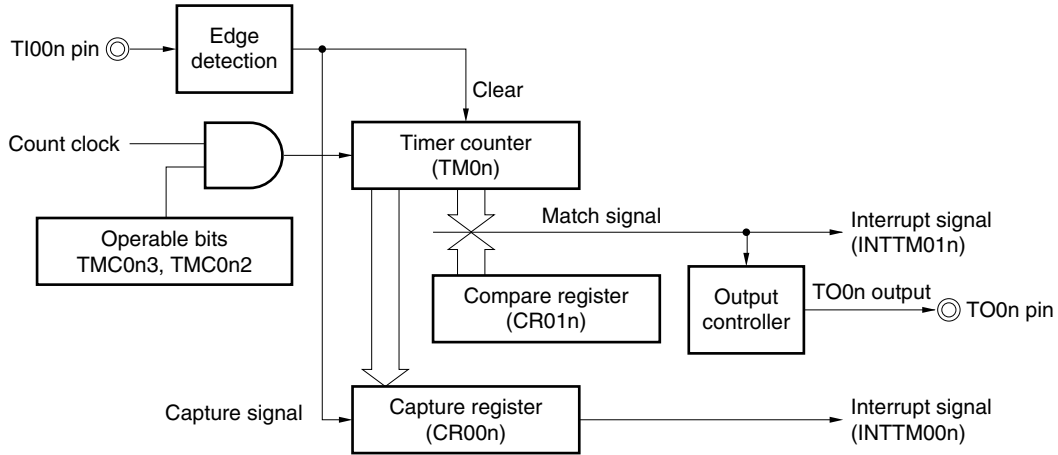 TI00n pin
Edge
detection
Clear
Count clock
Timer counter
(TM0n)
Operable bits
TMC0n3, TMC0n2
Match signal
Interrupt signal
(INTTM01n)
Compare register
(CR01n)
Output
controller
TO0n output
TO0n pin
Capture signal
Capture register
(CR00n)
Interrupt signal
(INTTM00n)